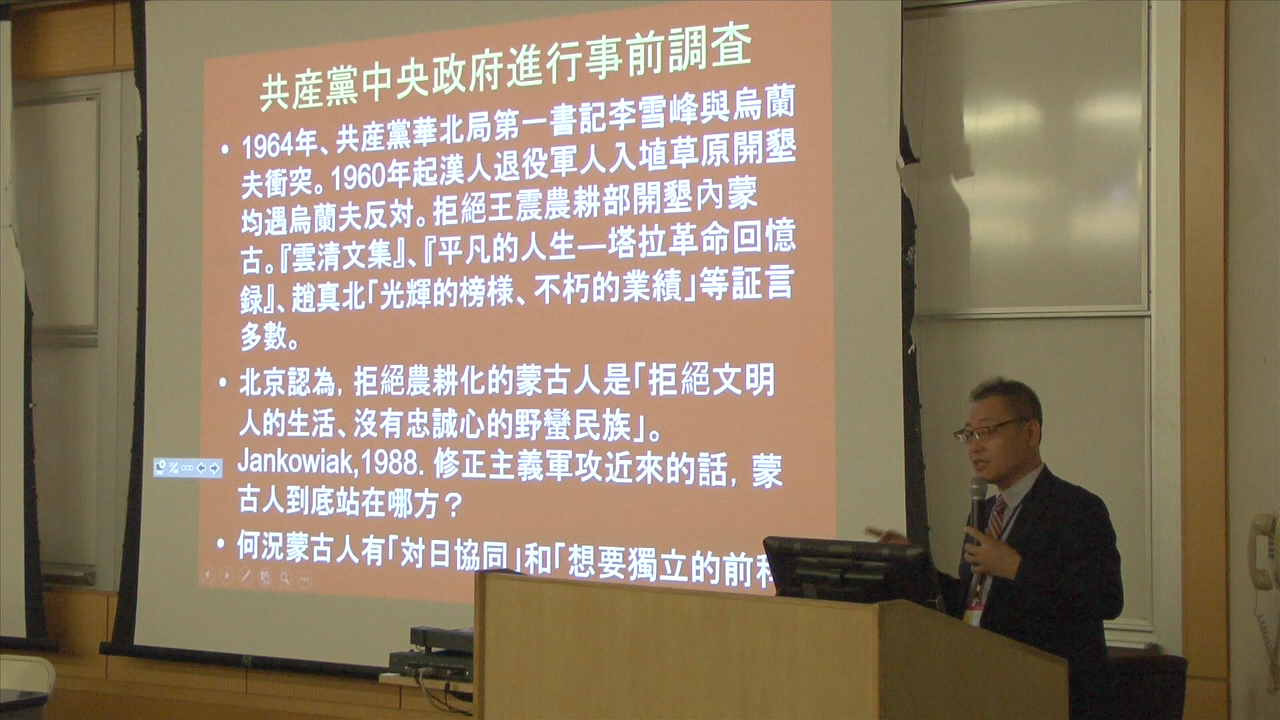 共産黨中央政府進行事前調査
• 1964年、共産黨華北局第一書記李雪峰與烏蘭
夫衝突。1960年起漢人退役軍人入埴草原開墾
均遇烏蘭夫反対。拒絕王震農耕部開墾內蒙
古。『雲清文集』、『平凡的人生—塔拉革命回憶
録』、趙真北「光輝的榜様、不朽的業績」等証言
多數。
• 北京認為，拒絕農耕化的蒙古人是「拒絕文明
人的生活、沒有忠誠心的野蠻民族」。
Jankowiak,1988. 修正主義軍攻近來的話，蒙
古人到底站在哪方？
• 何況蒙古人有「対日協同」和「想要獨立的前科